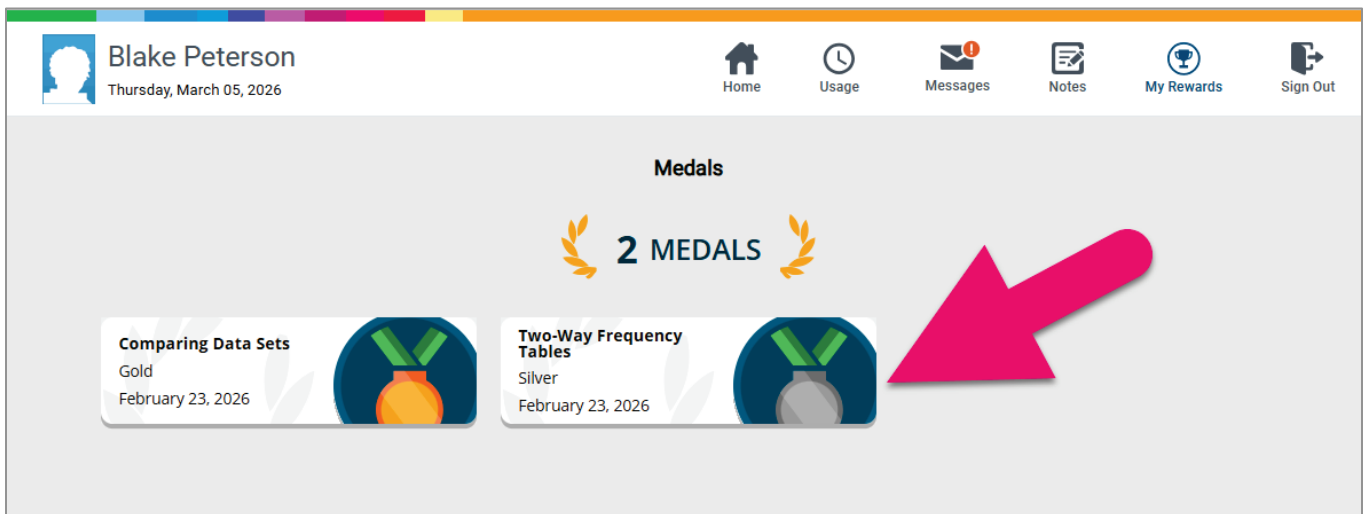 Blake Peterson
Thursday, March 05, 2026
Home
Usage
!
Messages
Notes
My Rewards
Sign Out
Medals
2 MEDALS
Comparing Data Sets
Gold
February 23, 2026
Two-Way Frequency
Tables
Silver
February 23, 2026